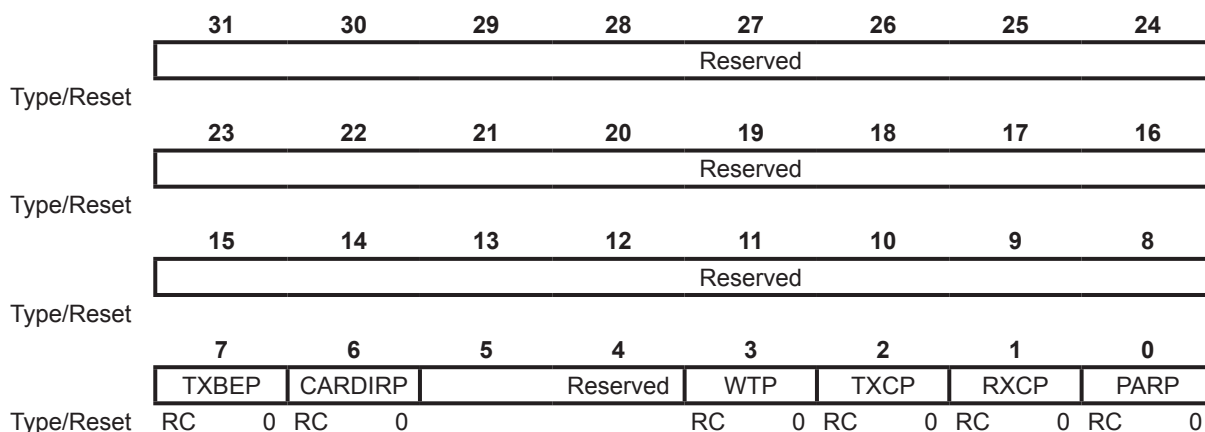 31 30 29 28 27 26 25 24
Reserved
Type/Reset
23 22 21 20 19 18 17 16
Reserved
Type/Reset
15 14 13 12 11 10 9 8
Reserved
Type/Reset
7 6 5 4 3 2 1 0
TXBEP CARDIRP Reserved WTP TXCP RXCP PARP
Type/Reset RC 0 RC 0 RC 0 RC 0 RC 0 RC 0